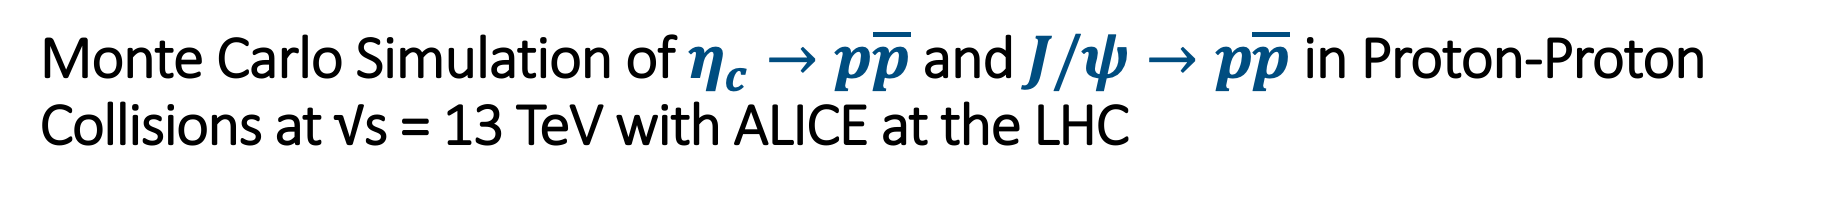 Monte Carlo Simulation of η_c → pp̅ and J/ψ → pp̅ in Proton-Proton
Collisions at √s = 13 TeV with ALICE at the LHC